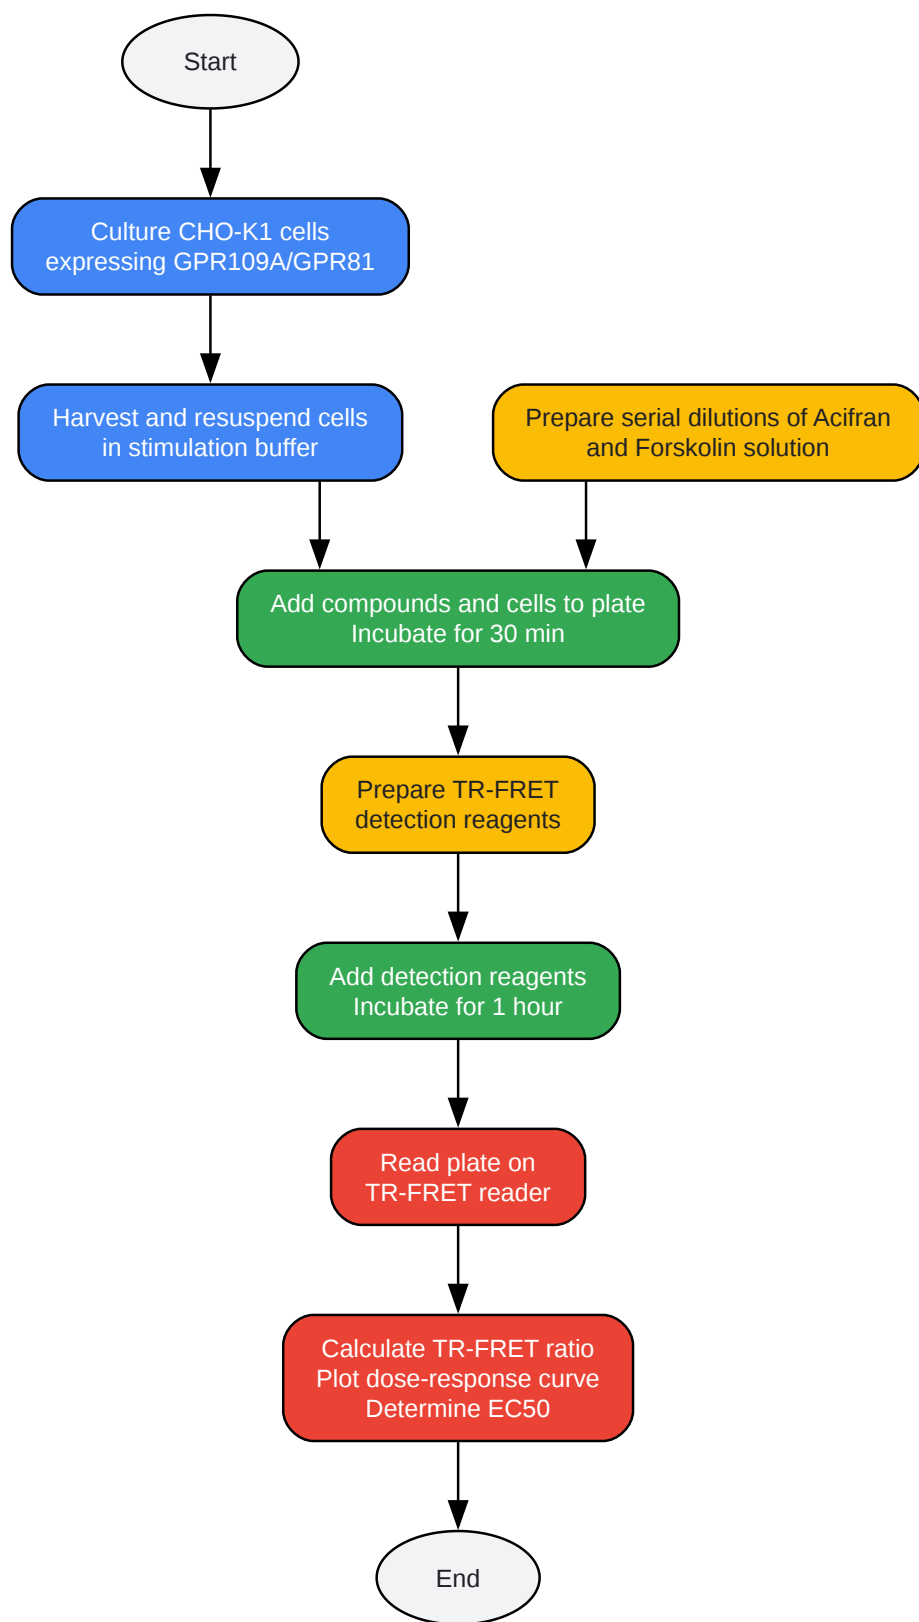 Start
Culture CHO-K1 cells
expressing GPR109A/GPR81
Harvest and resuspend cells
in stimulation buffer
Prepare serial dilutions of Acifran
and Forskolin solution
Add compounds and cells to plate
Incubate for 30 min
Prepare TR-FRET
detection reagents
Add detection reagents
Incubate for 1 hour
Read plate on
TR-FRET reader
Calculate TR-FRET ratio
Plot dose-response curve
Determine EC50
End